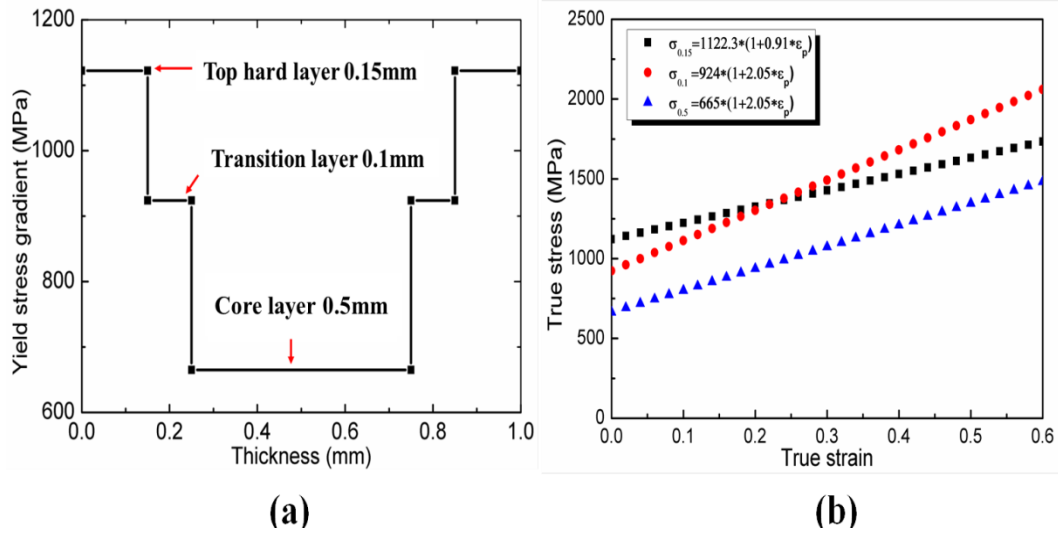 Yield stress gradient (MPa)
1200
1000
800
600
Top hard layer 0.15mm
Transition layer 0.1mm
Core layer 0.5mm
0.0 0.2 0.4 0.6 0.8 1.0
Thickness (mm)
(a)
True stress (MPa)
2500
2000
1500
1000
500
0
σ0.15=1122.3*(1+0.91*εp)
σ0.1=924*(1+2.05*εp)
σ0.5=665*(1+2.05*εp)
0.0 0.1 0.2 0.3 0.4 0.5 0.6
True strain
(b)